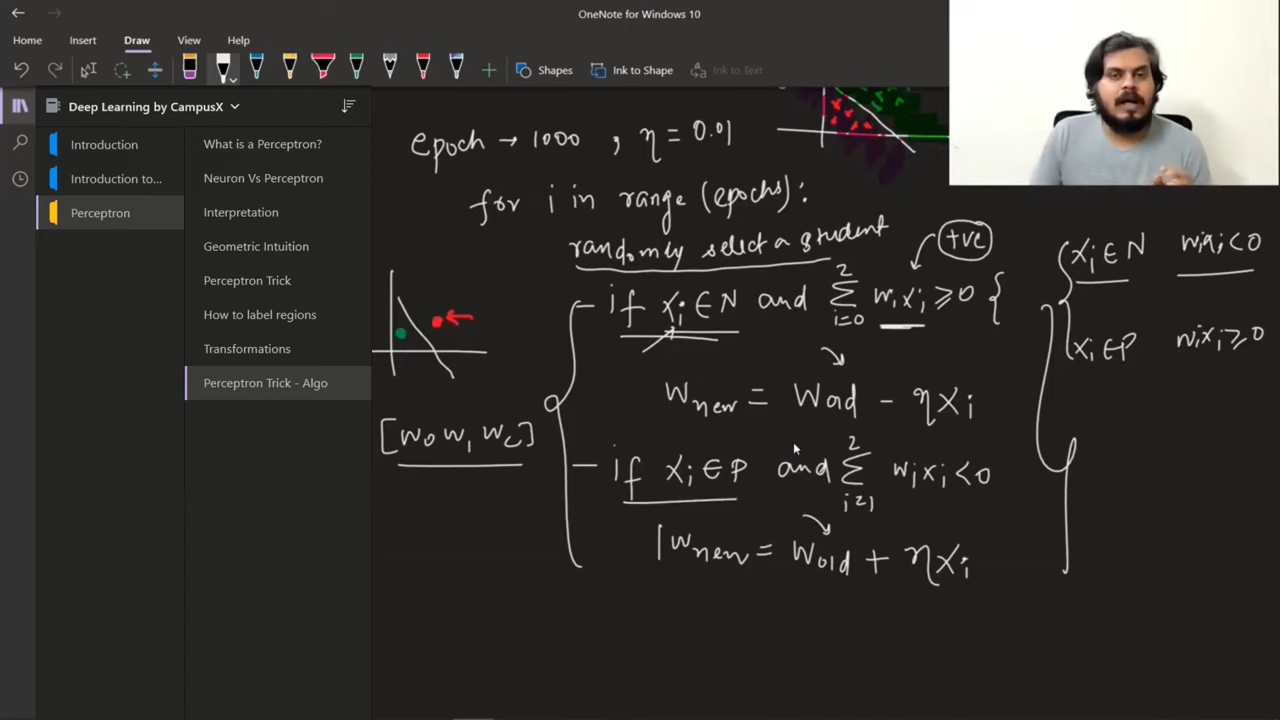 OneNote for Windows 10
Home Insert Draw View Help
Shapes Ink to Shape Ink to Text
Deep Learning by CampusX
Introduction
Introduction to...
Perceptron
What is a Perceptron?
Neuron Vs Perceptron
Interpretation
Geometric Intuition
Perceptron Trick
How to label regions
Transformations
Perceptron Trick - Algo
epoch → 1000 , η = 0.01
for i in range (epochs):
randomly select a student
+ve
if xi ∈ N and Σ i=0 2 wixi ≥ 0 {
wnew = wold - ηxi
if xi ∈ P and Σ i=1 2 wixi < 0
wnew = wold + ηxi
[w0 w1 w2]
xi ∈ N wixi < 0
xi ∈ P wixi ≥ 0